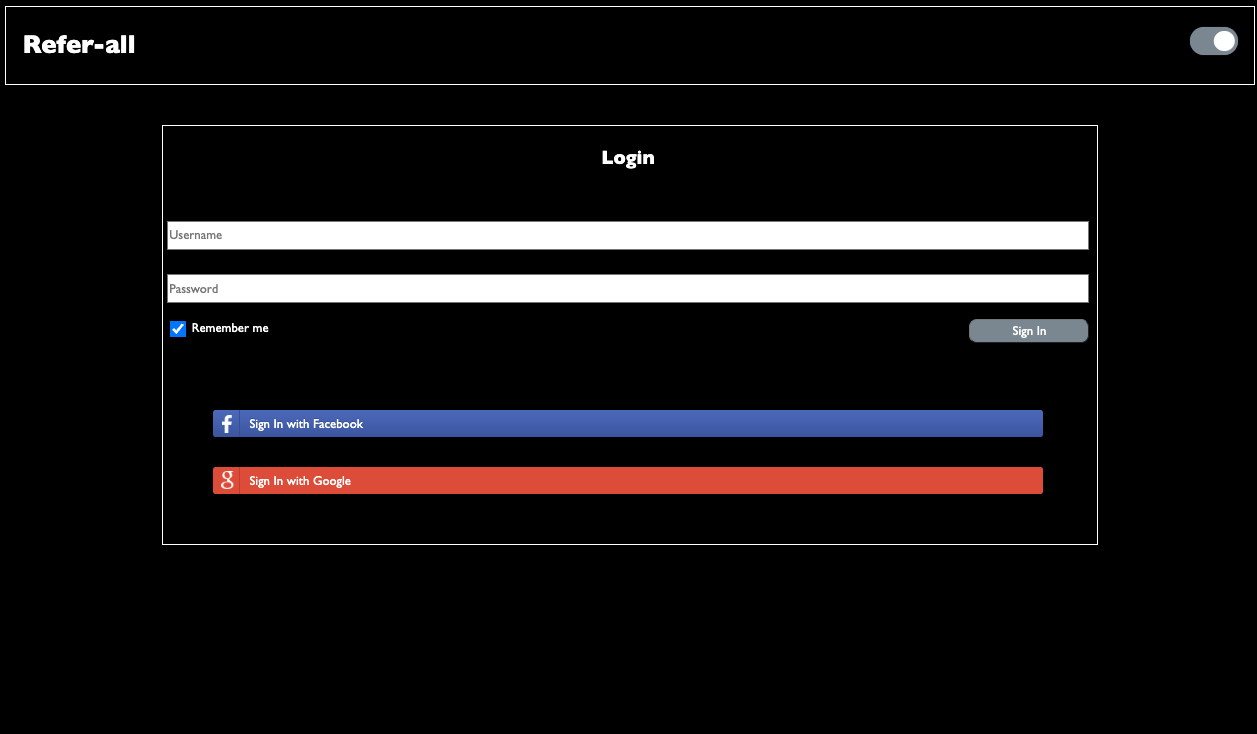 Refer-all
Login
Username
Password
Remember me
Sign In
f Sign In with Facebook
g Sign In with Google